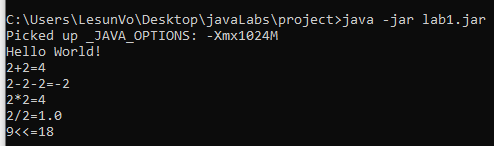 C:\Users\LesunVo\Desktop\javaLabs\project>java -jar lab1.jar
Picked up _JAVA_OPTIONS: -Xmx1024M
Hello World!
2+2=4
2-2-2=-2
2*2=4
2/2=1.0
9<<=18